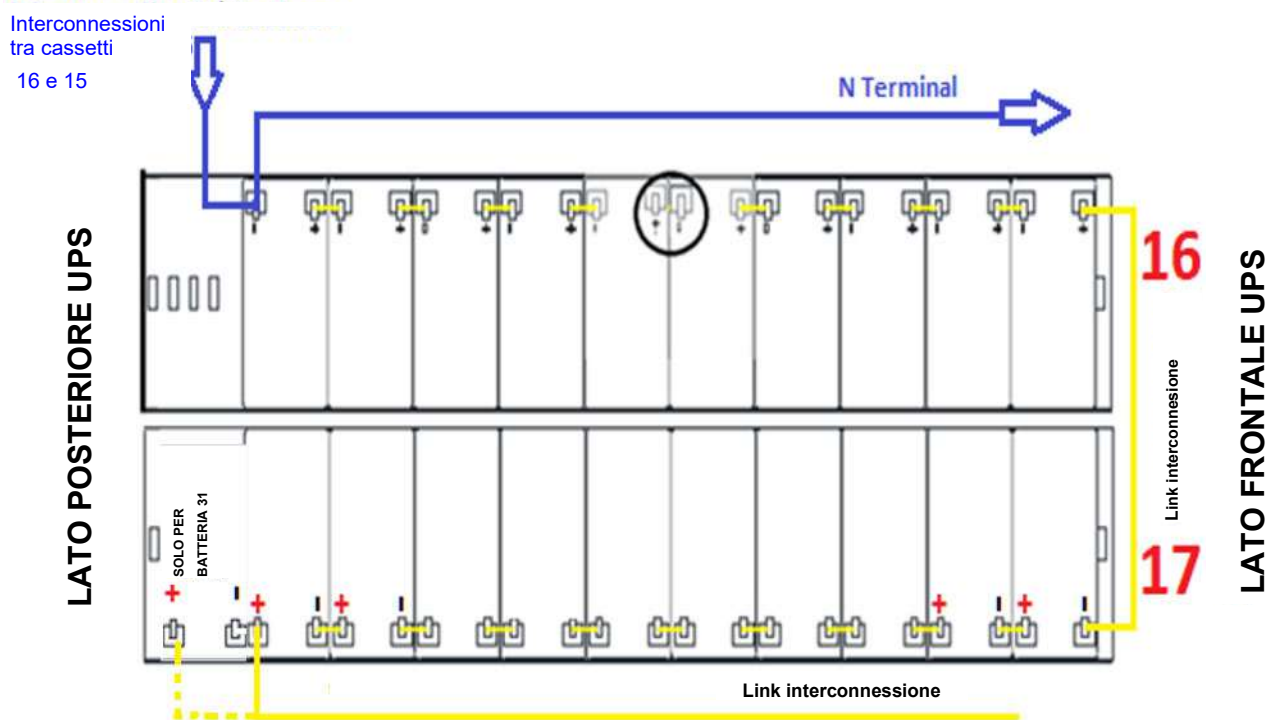 Interconnessioni
tra cassetti
16 e 15
N Terminal
LATO POSTERIORE UPS
- + - + - + - + - + - + - + - + - + - +
16
Link interconnesione
LATO FRONTALE UPS
SOLO PER
BATTERIA 31
+ - + - + - + - + -
17
Link interconnessione